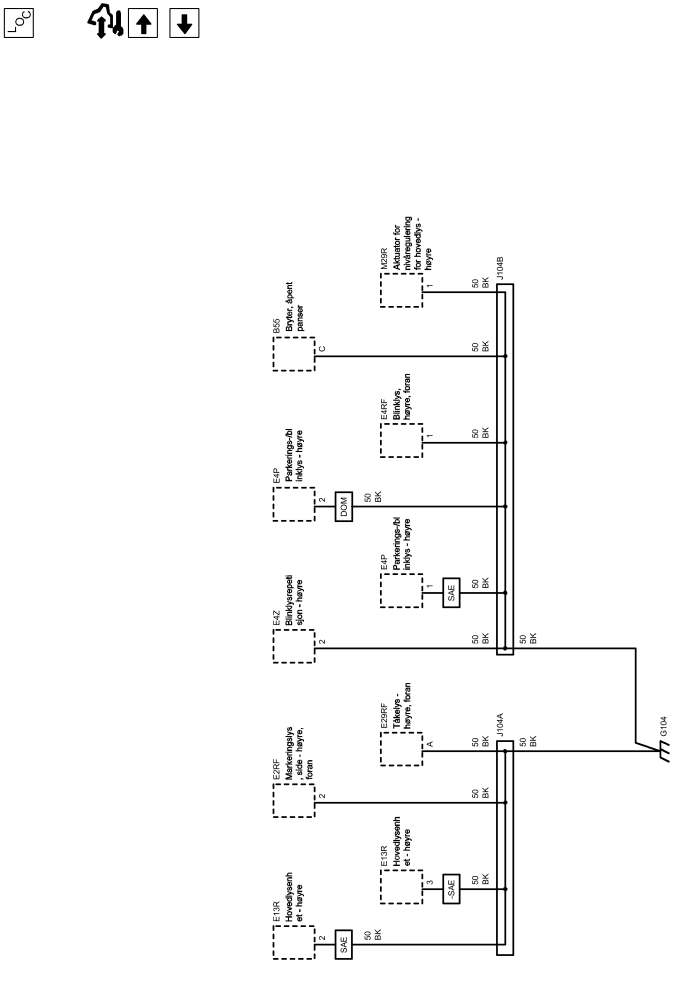 LOC
E13R
Hovedlysenh
et - høyre
2
SAE
50
BK
E13R
Hovedlysenh
et - høyre
3
-SAE
50
BK
E2RF
Markeringslys
, side - høyre,
foran
2
50
BK
E29RF
Tåkelys -
høyre, foran
A
50
BK
J104A
50
BK
E4Z
Blinklysrepeti
sjon - høyre
2
50
BK
50
BK
E4P
Parkerings-/bl
inklys - høyre
1
SAE
50
BK
E4P
Parkerings-/bl
inklys - høyre
2
DOM
50
BK
E4RF
Blinklys,
høyre, foran
1
50
BK
B55
Bryter, åpent
panser
C
50
BK
M29R
Aktuator for
nivåregulering
for hovedlys -
høyre
1
50
BK
J104B
G104